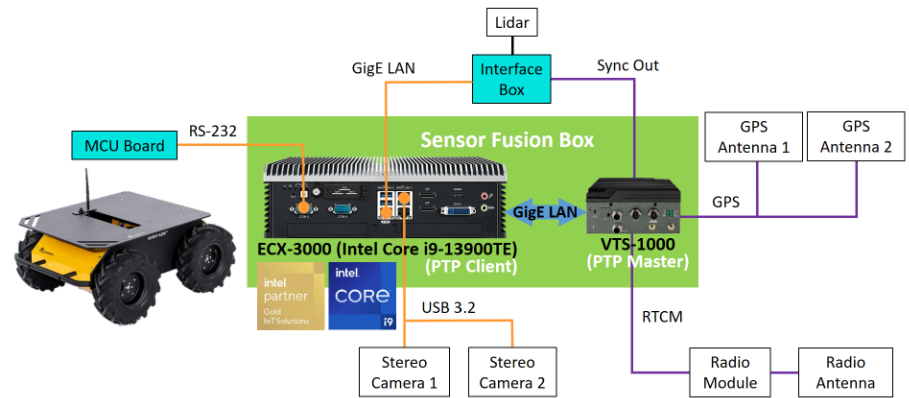 Lidar
GigE LAN
Interface
Box
Sync Out
MCU Board
RS-232
Sensor Fusion Box
GPS
Antenna 1
GPS
Antenna 2
GigE LAN
GPS
ECX-3000 (Intel Core i9-13900TE)
(PTP Client)
VTS-1000
(PTP Master)
intel
partner
Gold
IoT Solutions
intel.
CORE
i9
USB 3.2
RTCM
Stereo
Camera 1
Stereo
Camera 2
Radio
Module
Radio
Antenna